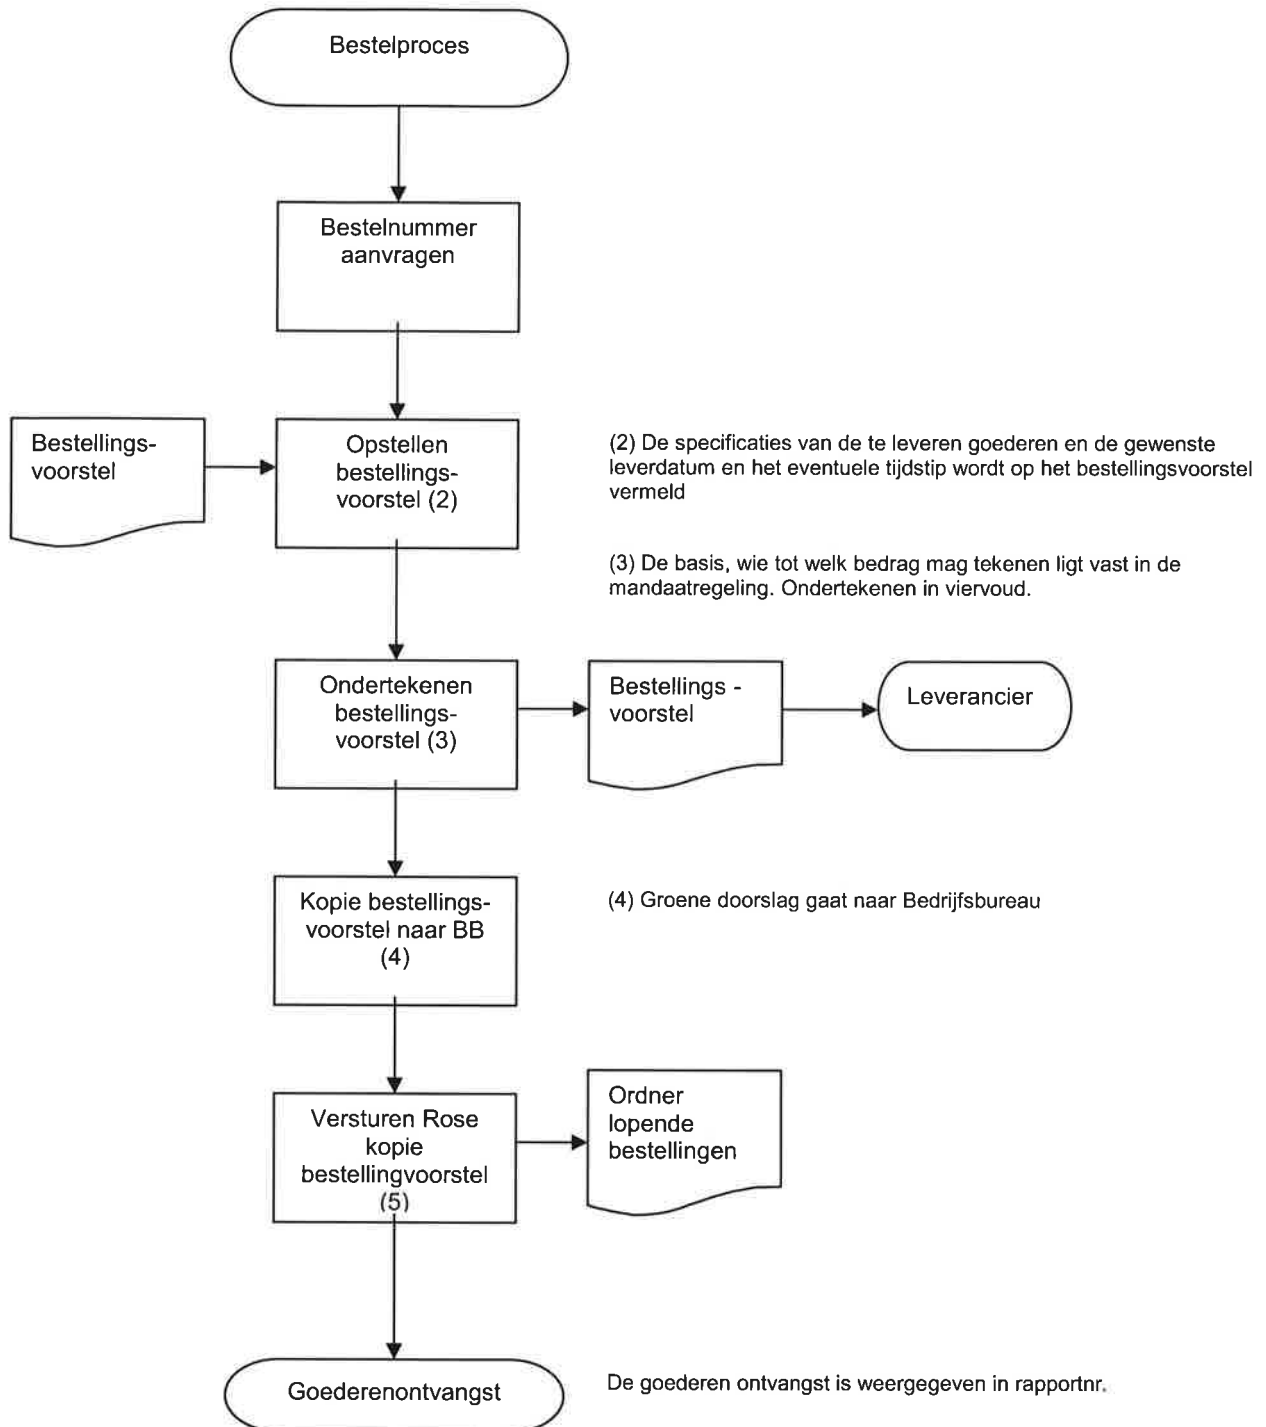 Bestelproces
Bestelnummer
aanvragen
Bestellings-
voorstel
Opstellen
bestellings-
voorstel (2)
(2) De specificaties van de te leveren goederen en de gewenste
leverdatum en het eventuele tijdstip wordt op het bestellingsvoorstel
vermeld
(3) De basis, wie tot welk bedrag mag tekenen ligt vast in de
mandaatregeling. Ondertekenen in viervoud.
Ondertekenen
bestellings-
voorstel (3)
Bestellings -
voorstel
Leverancier
Kopie bestellings-
voorstel naar BB
(4)
(4) Groene doorslag gaat naar Bedrijfsbureau
Versturen Rose
kopie
bestellingvoorstel
(5)
Ordner
lopende
bestellingen
Goederenontvangst
De goederen ontvangst is weergegeven in rapportnr.